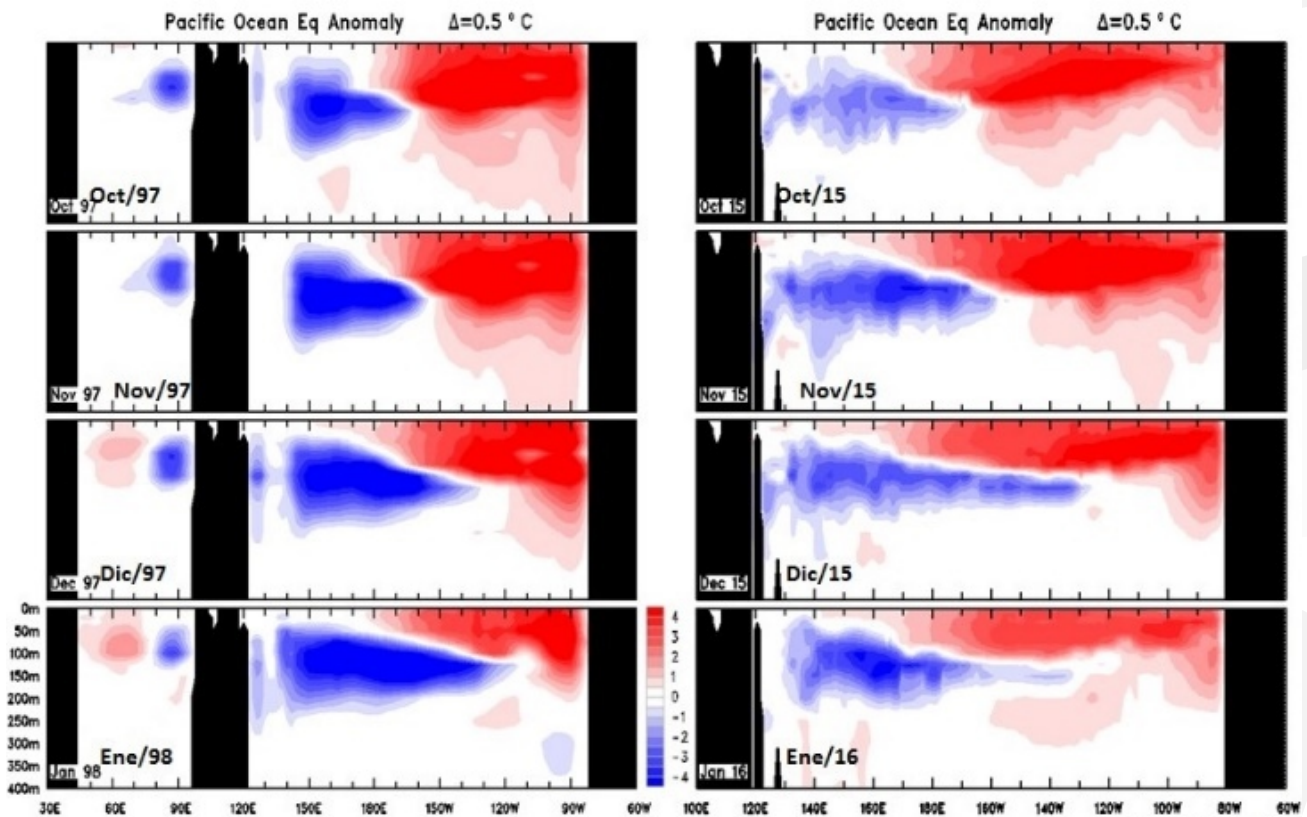 Pacific Ocean Eq Anomaly Δ=0.5 °C
Pacific Ocean Eq Anomaly Δ=0.5 °C
Oct/97
Oct 97
Oct/15
Oct 15
Nov/97
Nov 97
Nov/15
Nov 15
Dic/97
Dec 97
Dic/15
Dec 15
0m
50m
100m
150m
200m
250m
300m
350m
400m
Ene/98
Jan 98
4
3
2
1
0
-1
-2
-3
-4
Ene/16
Jan 16
30E 60E 90E 120E 150E 180E 150W 120W 90W 60W
100E 120E 140E 160E 180E 160W 140W 120W 100W 80W 60W